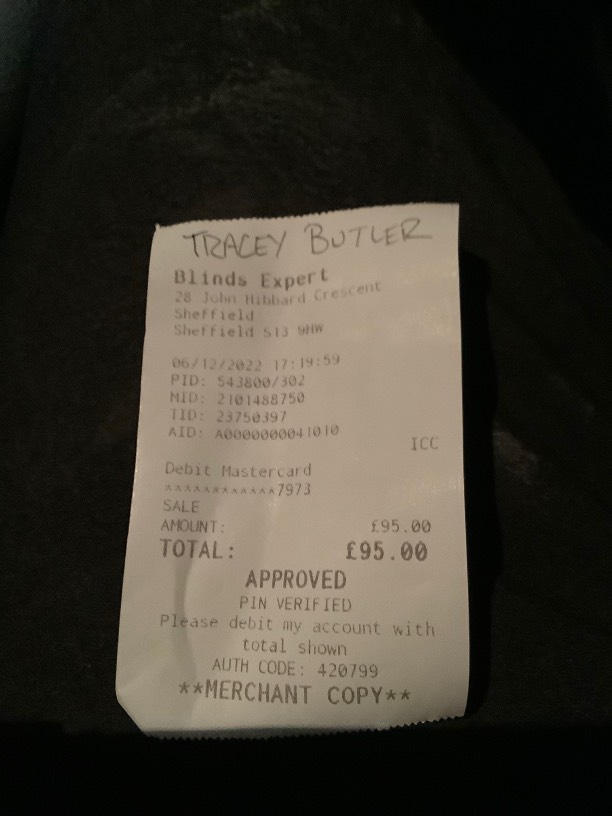 TRACEY BUTLER
Blinds Expert
28 John Hibbard Crescent
Sheffield
Sheffield S13 9HW
06/12/2022 17:19:59
PID: 543800/302
MID: 2101488750
TID: 23750397
AID: A0000000041010
ICC
Debit Mastercard
************7973
SALE
AMOUNT: £95.00
TOTAL: £95.00
APPROVED
PIN VERIFIED
Please debit my account with
total shown
AUTH CODE: 420799
**MERCHANT COPY**